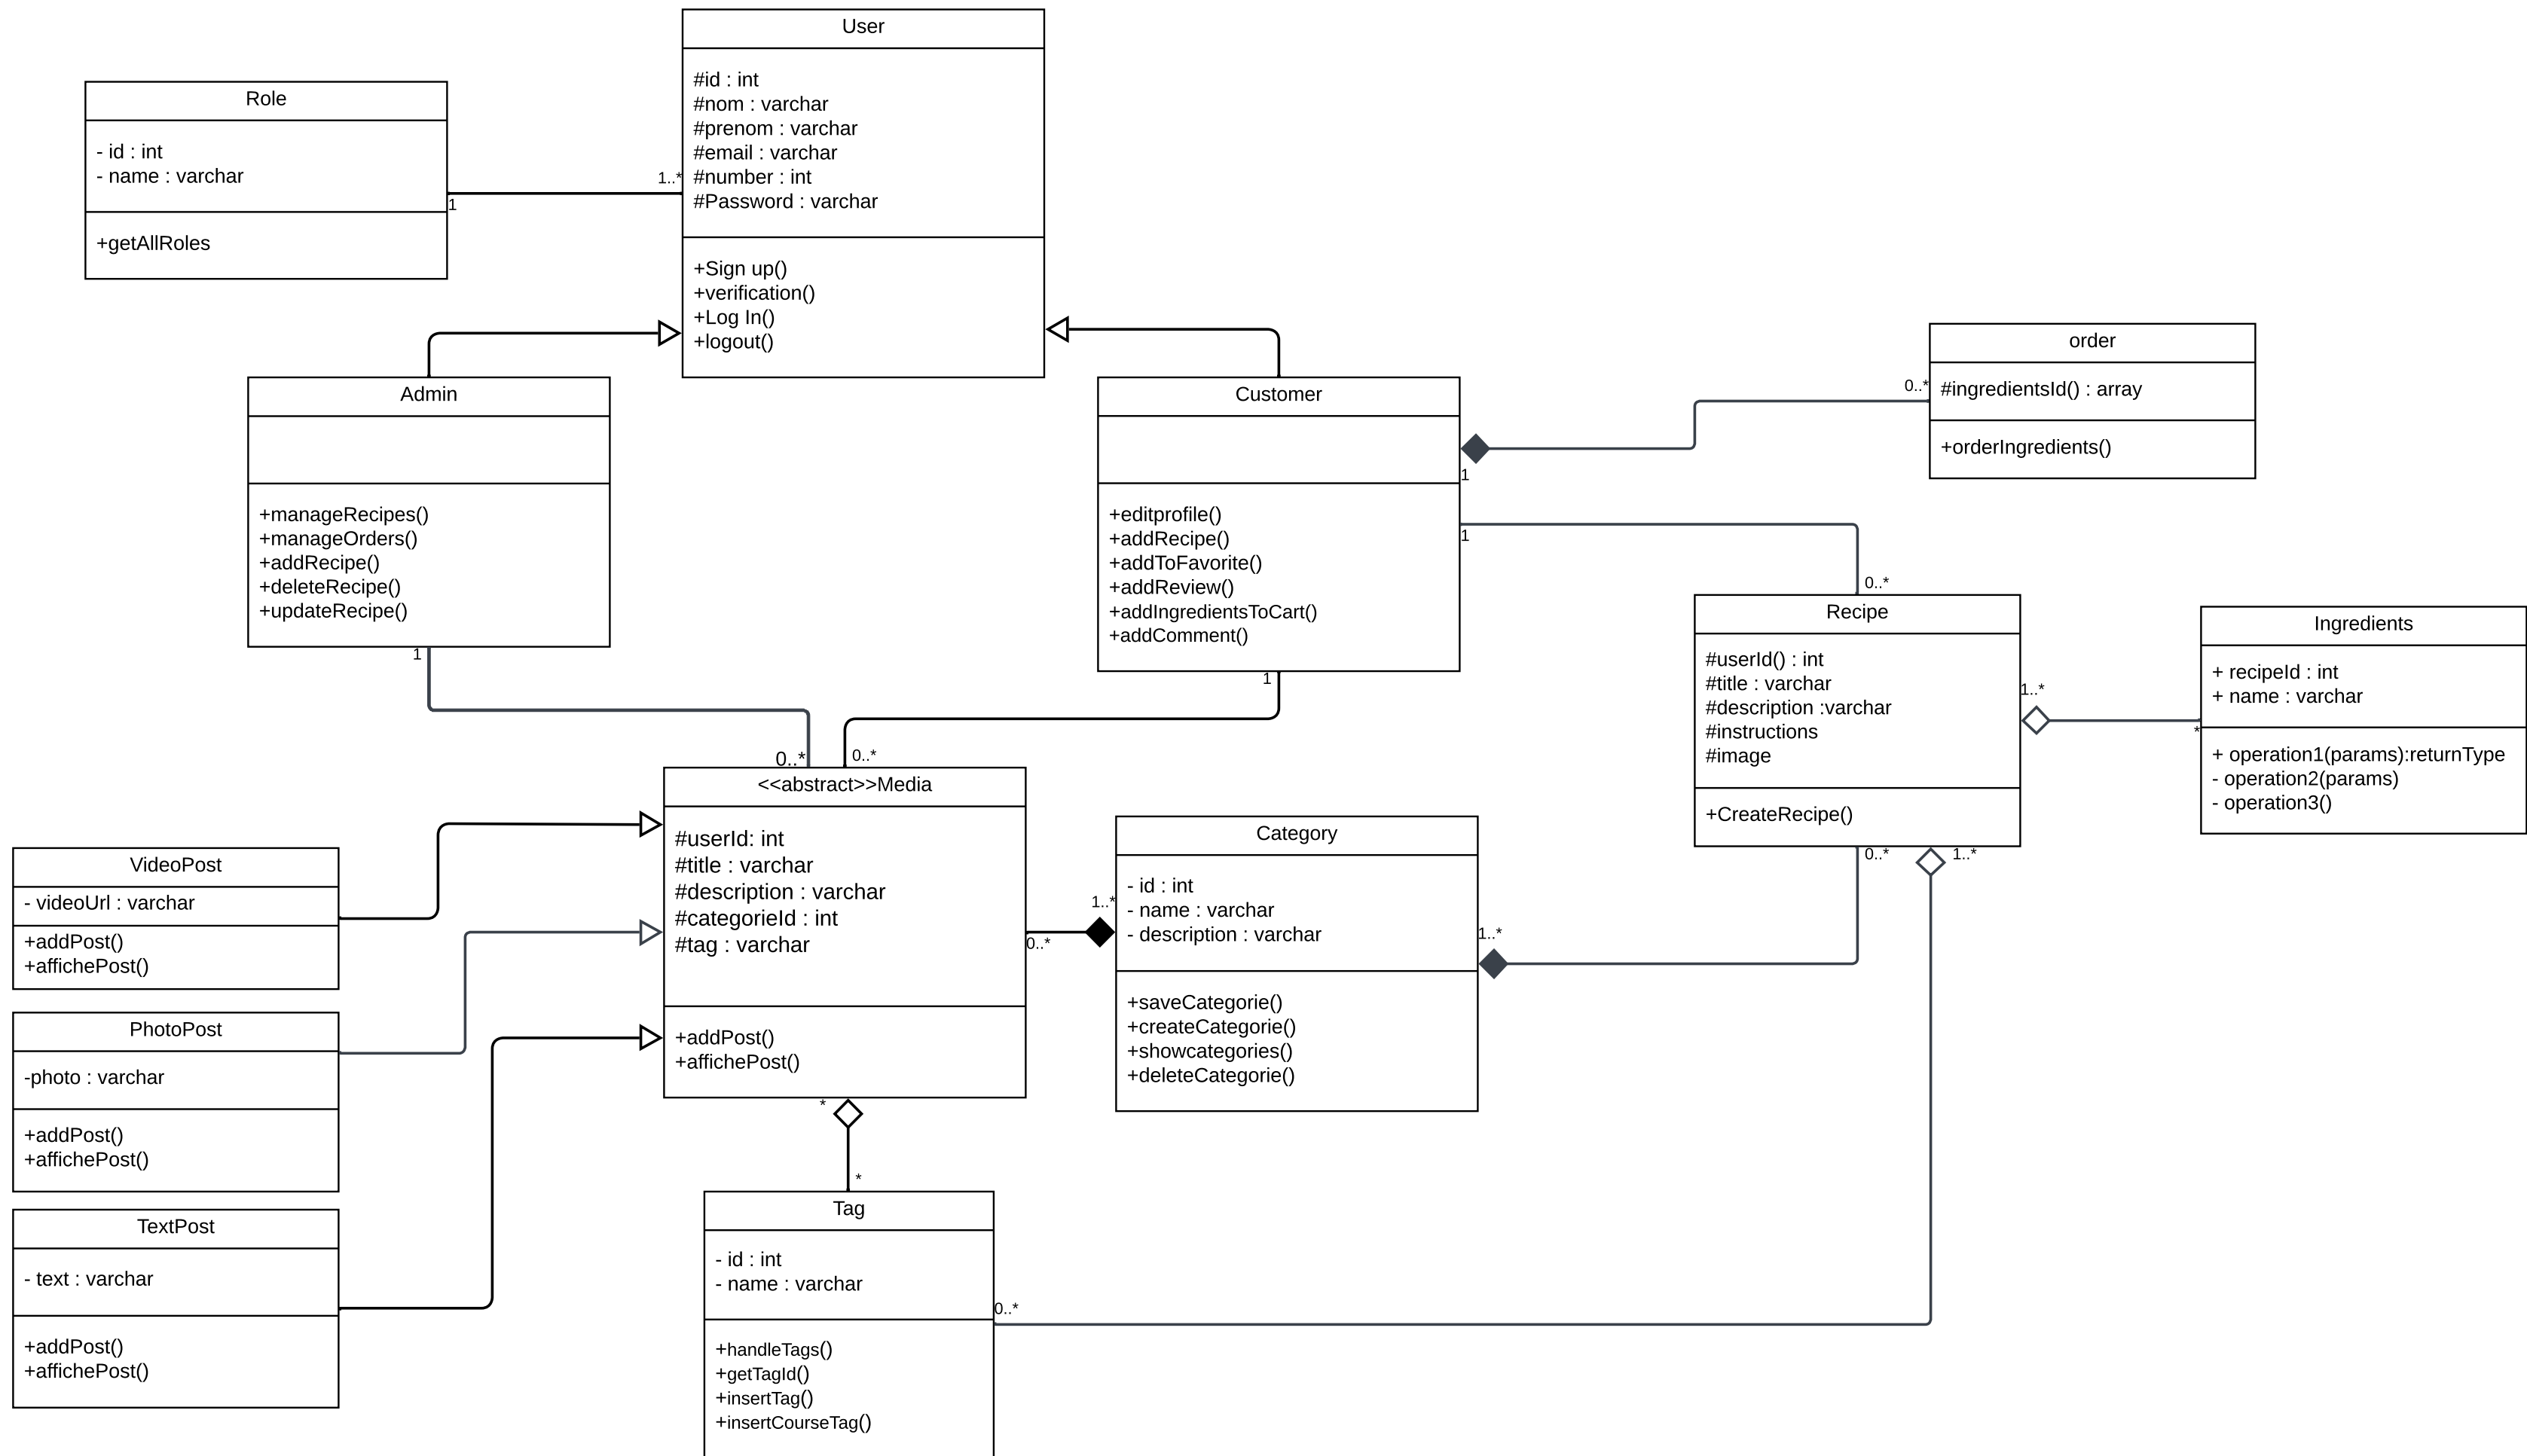 User
#id : int
#nom : varchar
#prenom : varchar
#email : varchar
#number : int
#Password : varchar
+Sign up()
+verification()
+Log In()
+logout()
Role
- id : int
- name : varchar
+getAllRoles
1
1..*
Admin
+manageRecipes()
+manageOrders()
+addRecipe()
+deleteRecipe()
+updateRecipe()
1
Customer
+editprofile()
+addRecipe()
+addToFavorite()
+addReview()
+addIngredientsToCart()
+addComment()
1
1
1
order
#ingredientsId() : array
+orderIngredients()
0..*
0..*
Recipe
#userId() : int
#title : varchar
#description :varchar
#instructions
#image
+CreateRecipe()
1..*
*
0..*
1..*
Ingredients
+ recipeId : int
+ name : varchar
+ operation1(params):returnType
- operation2(params)
- operation3()
0..*
0..*
<<abstract>>Media
#userId: int
#title : varchar
#description : varchar
#categorieId : int
#tag : varchar
+addPost()
+affichePost()
0..*
1..*
Category
- id : int
- name : varchar
- description : varchar
+saveCategorie()
+createCategorie()
+showcategories()
+deleteCategorie()
1..*
VideoPost
- videoUrl : varchar
+addPost()
+affichePost()
PhotoPost
-photo : varchar
+addPost()
+affichePost()
TextPost
- text : varchar
+addPost()
+affichePost()
*
*
Tag
- id : int
- name : varchar
+handleTags()
+getTagId()
+insertTag()
+insertCourseTag()
0..*